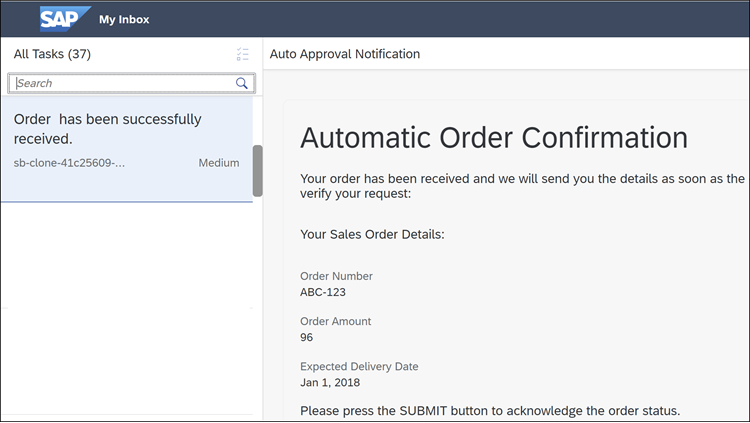 SAP My Inbox
All Tasks (37)
Auto Approval Notification
Search
Order  has been successfully
received.
sb-clone-41c25609-... Medium
Automatic Order Confirmation
Your order has been received and we will send you the details as soon as the
verify your request:
Your Sales Order Details:
Order Number
ABC-123
Order Amount
96
Expected Delivery Date
Jan 1, 2018
Please press the SUBMIT button to acknowledge the order status.